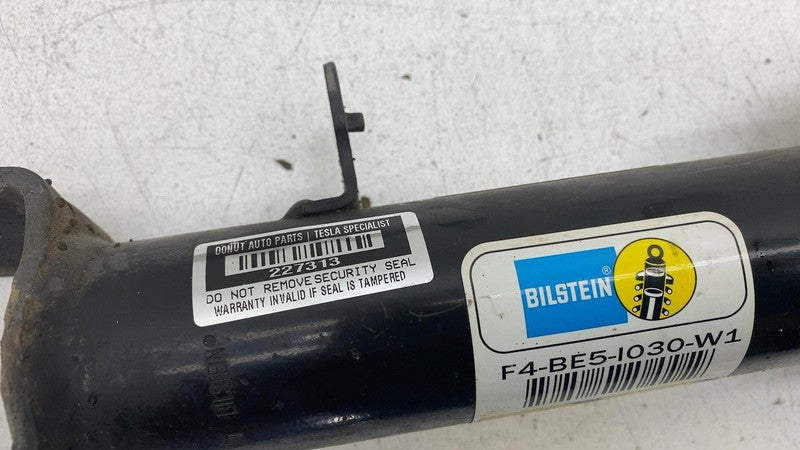 DONUT AUTO PARTS | TESLA SPECIALIST
227313
DO NOT REMOVE SECURITY SEAL
WARRANTY INVALID IF SEAL IS TAMPERED
BILSTEIN®
F4-BE5-I030-W1
BILSTEIN